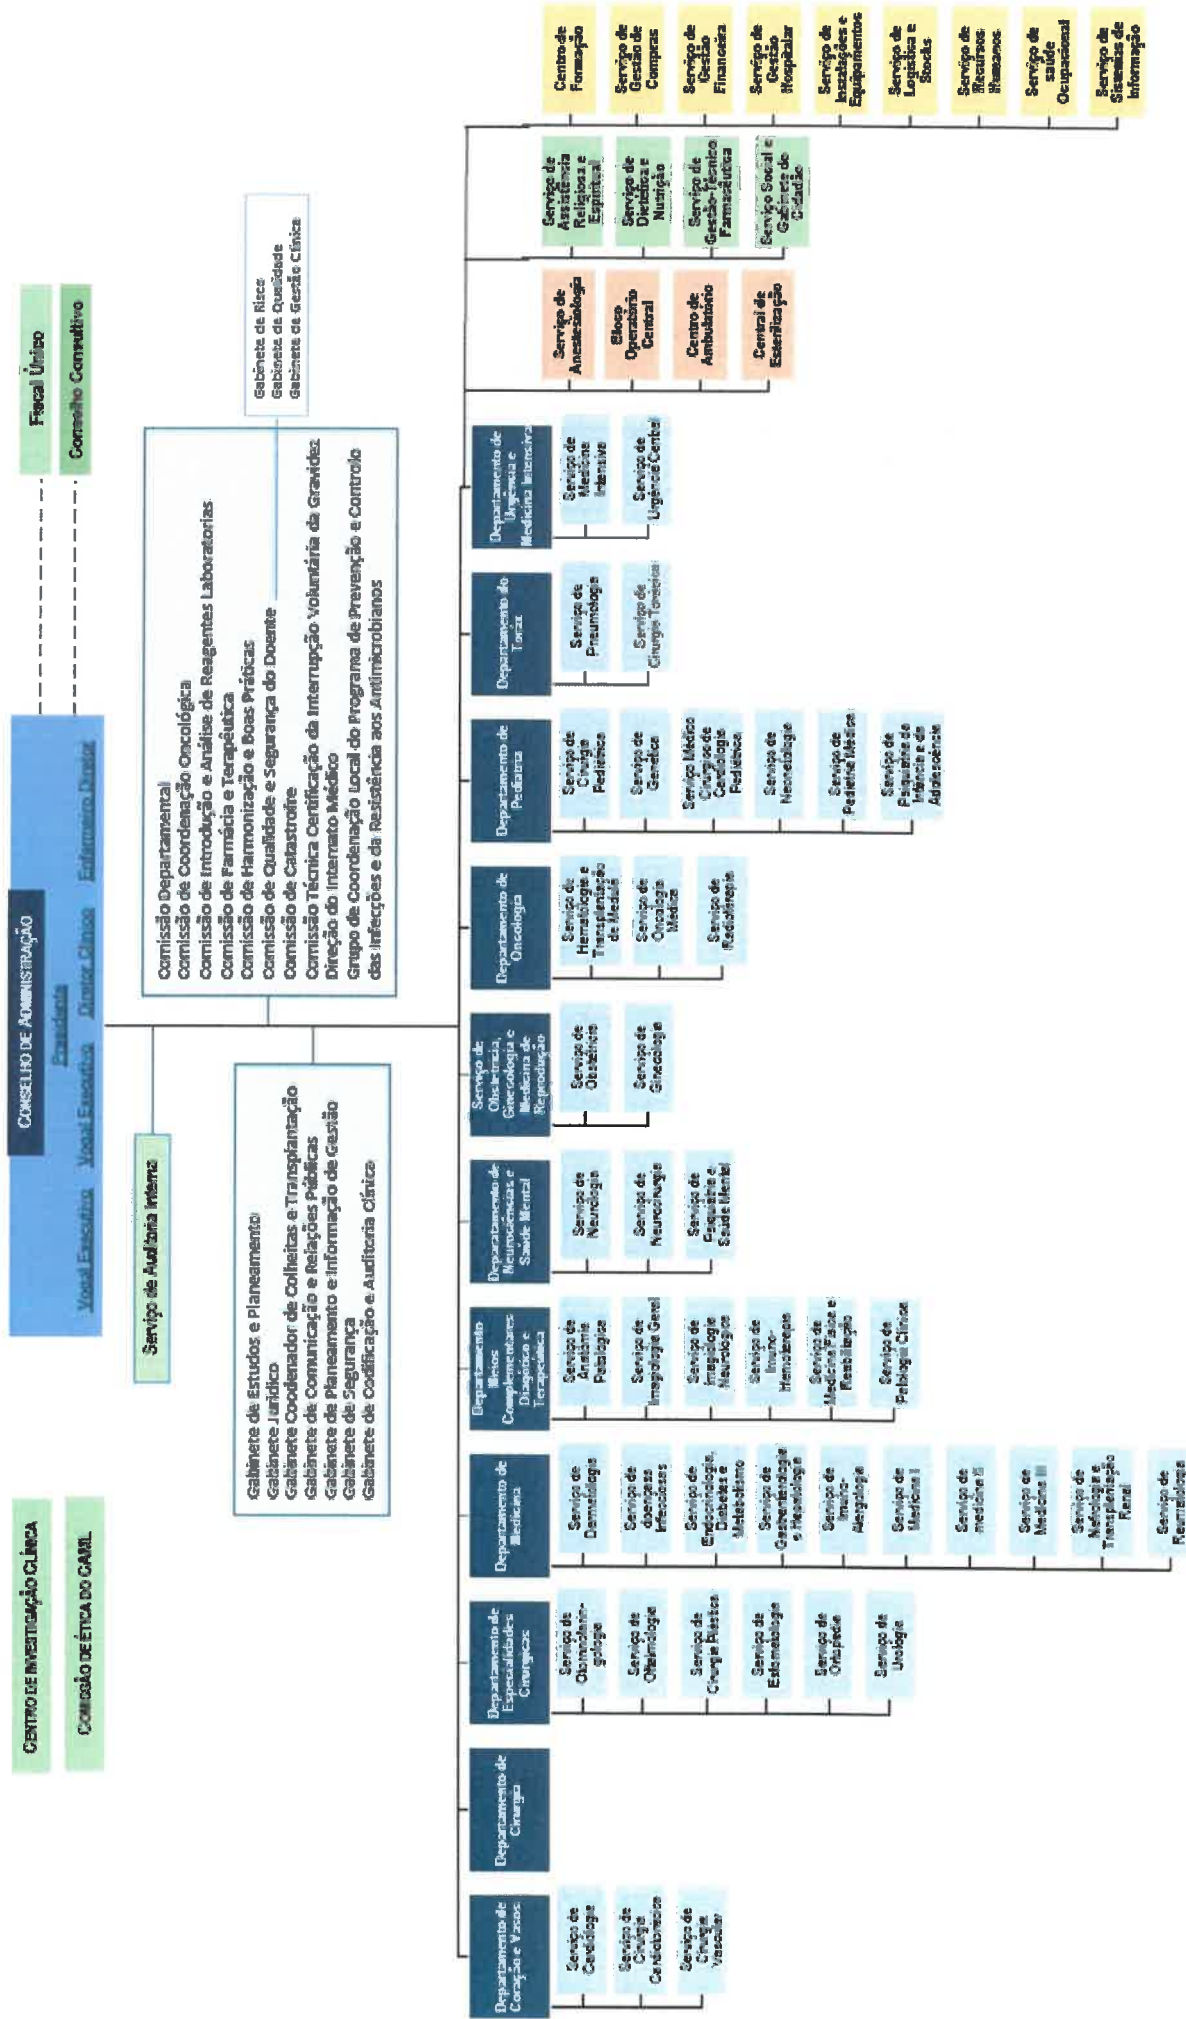 CENTRO DE INVESTIGAÇÃO CLÍNICA
COMISSÃO DE ÉTICA DO CAML
CONSELHO DE ADMINISTRAÇÃO
Presidente
Vogal Executivo
Vogal Executivo
Diretor Clínico
Enfermeiro Diretor
Fiscal Único
Conselho Consultivo
Serviço de Auditoria Interna
Gabinete de Estudos e Planeamento
Gabinete Jurídico
Gabinete Coodenador de Colheitas e Transplantação
Gabinete de Comunicação e Relações Públicas
Gabinete de Planeamento e Informação de Gestão
Gabinete de Segurança
Gabinete de Codificação e Auditoria Clínica
Comissão Departamental
Comissão de Coordenação Oncológica
Comissão de Introdução e Análise de Reagentes Laboratorias
Comissão de Farmácia e Terapêutica
Comissão de Harmonização e Boas Práticas
Comissão de Qualidade e Segurança do Doente
Comissão de Catastrofre
Comissão Técnica Certificação da Interrupção Voluntária da Gravidez
Direção do Internato Médico
Grupo de Coordenação Local do Programa de Prevenção e Controlo
das Infecções e da Resistência aos Antimicrobianos
Gabinete de Risco
Gabinete de Qualidade
Gabinete de Gestão Clínica
Departamento de
Coração e Vasos
Serviço de
Cardiologia
Serviço de
Cirurgia
Cardiotorácica
Serviço de
Cirurgia
Vascular
Departamento de
Cirurgia
Departamento de
Especialidades
Cirúrgicas
Serviço de
Otorrinolarin-
gologia
Serviço de
Oftalmologia
Serviço de
Cirurgia Plástica
Serviço de
Estomatologia
Serviço de
Ortopedia
Serviço de
Urologia
Departamento de
Medicina
Serviço de
Dermatologia
Serviço de
doenças
Infecciosas
Serviço de
Endocrinologia,
Diabetes e
Metabolismo
Serviço de
Gastrenterologia
e Hepatologia
Serviço de
Imuno-
Alergologia
Serviço de
Medicina I
Serviço de
medicina II
Serviço de
Medicina III
Serviço de
Nefrologia e
Transplantação
Renal
Serviço de
Reumatologia
Departamento
Meios
Complementares
Diagótico e
Terapêutica
Serviço de
Anatomia
Patologica
Serviço de
Imagiologia Geral
Serviço de
Imagiologia
Neurologica
Serviço de
Imuno-
Hemoterapia
Serviço de
Medicina Fisica e
Reabilitação
Serviço de
Patologia Clínica
Deparatamento de
Neurociências e
Saúde Mental
Serviço de
Neurologia
Serviço de
Neurocirurgia
Serviço de
Psiquiatria e
Saúde Mental
Serviço de
Obstetrícia,
Ginecologia e
Medicina de
Reprodução
Serviço de
Obstetrícia
Serviço de
Ginecologia
Departamento de
Oncologia
Serviço de
Hematologia e
Transplantação
de Medula
Serviço de
Oncologia
Médica
Serviço de
Radioterapia
Departamento de
Pediatria
Serviço de
Cirurgia
Pediátrica
Serviço de
Genética
Serviço Médico
Cirúrgico de
Cardiologia
Pediátrica
Serviço de
Neonatologia
Serviço de
Pediatria Médica
Serviço de
Psiquiatria da
Infância e da
Adolescência
Departamento do
Torax
Serviço de
Pneumologia
Serviço de
Cirurgia Torácica
Departamento de
Urgência e
Medicina Intensiva
Serviço de
Medicina
Intensiva
Serviço de
Urgência Central
Serviço de
Anestesiologia
Bloco
Operatório
Central
Centro de
Ambulatório
Central de
Esterilização
Serviço de
Assistência
Religiosa e
Espiritual
Serviço de
Dietética e
Nutrição
Serviço de
Gestão Técnico
Farmacêutica
Serviço Social e
Gabinete do
Cidadão
Centro de
Formação
Serviço de
Gestão de
Compras
Serviço de
Gestão
Financeira
Serviço de
Gestão
Hospitalar
Serviço de
Instalações e
Equipamentos
Serviço de
Logística e
Stocks
Serviço de
Recursos
Humanos
Serviço de
saúde
Ocupacional
Serviço de
Sistemas de
Informação